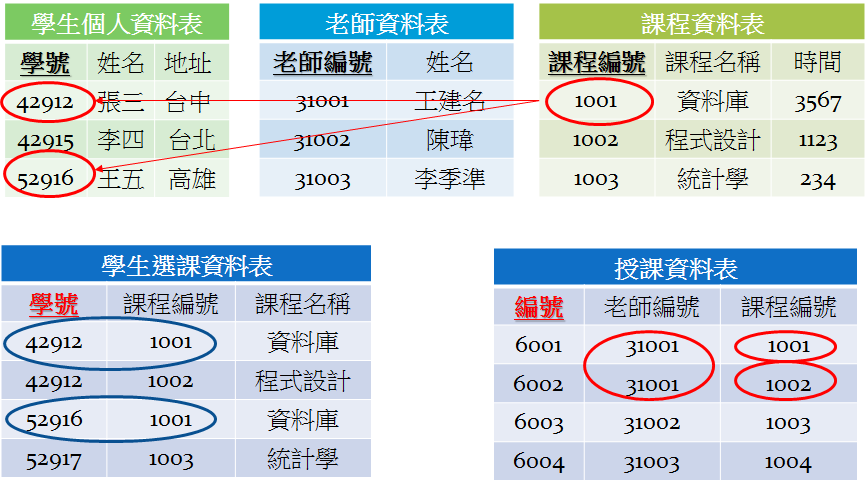 學生個人資料表
學號 姓名 地址
42912 張三 台中
42915 李四 台北
52916 王五 高雄
老師資料表
老師編號 姓名
31001 王建名
31002 陳瑋
31003 李季準
課程資料表
課程編號 課程名稱 時間
1001 資料庫 3567
1002 程式設計 1123
1003 統計學 234
學生選課資料表
學號 課程編號 課程名稱
42912 1001 資料庫
42912 1002 程式設計
52916 1001 資料庫
52917 1003 統計學
授課資料表
編號 老師編號 課程編號
6001 31001 1001
6002 31001 1002
6003 31002 1003
6004 31003 1004